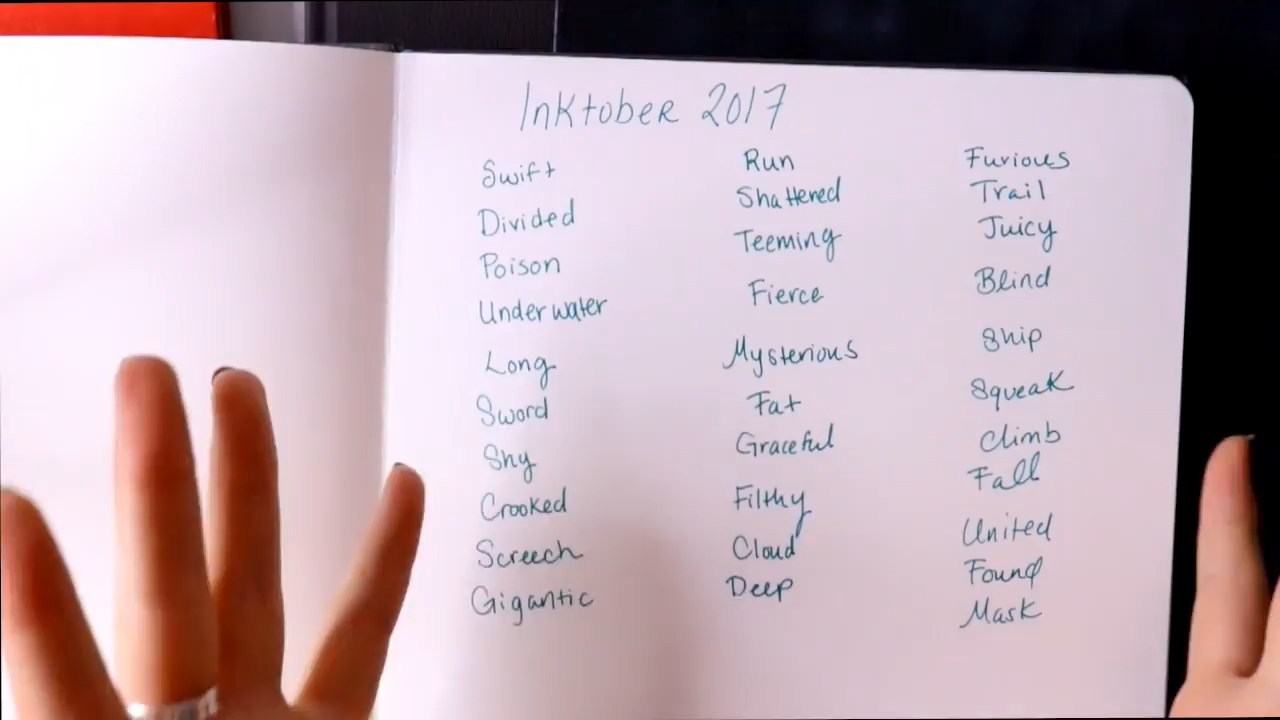 Inktober 2017
Swift
Divided
Poison
Underwater
Long
Sword
Shy
Crooked
Screech
Gigantic
Run
Shattered
Teeming
Fierce
Mysterious
Fat
Graceful
Filthy
Cloud
Deep
Furious
Trail
Juicy
Blind
Ship
Squeak
Climb
Fall
United
Found
Mask